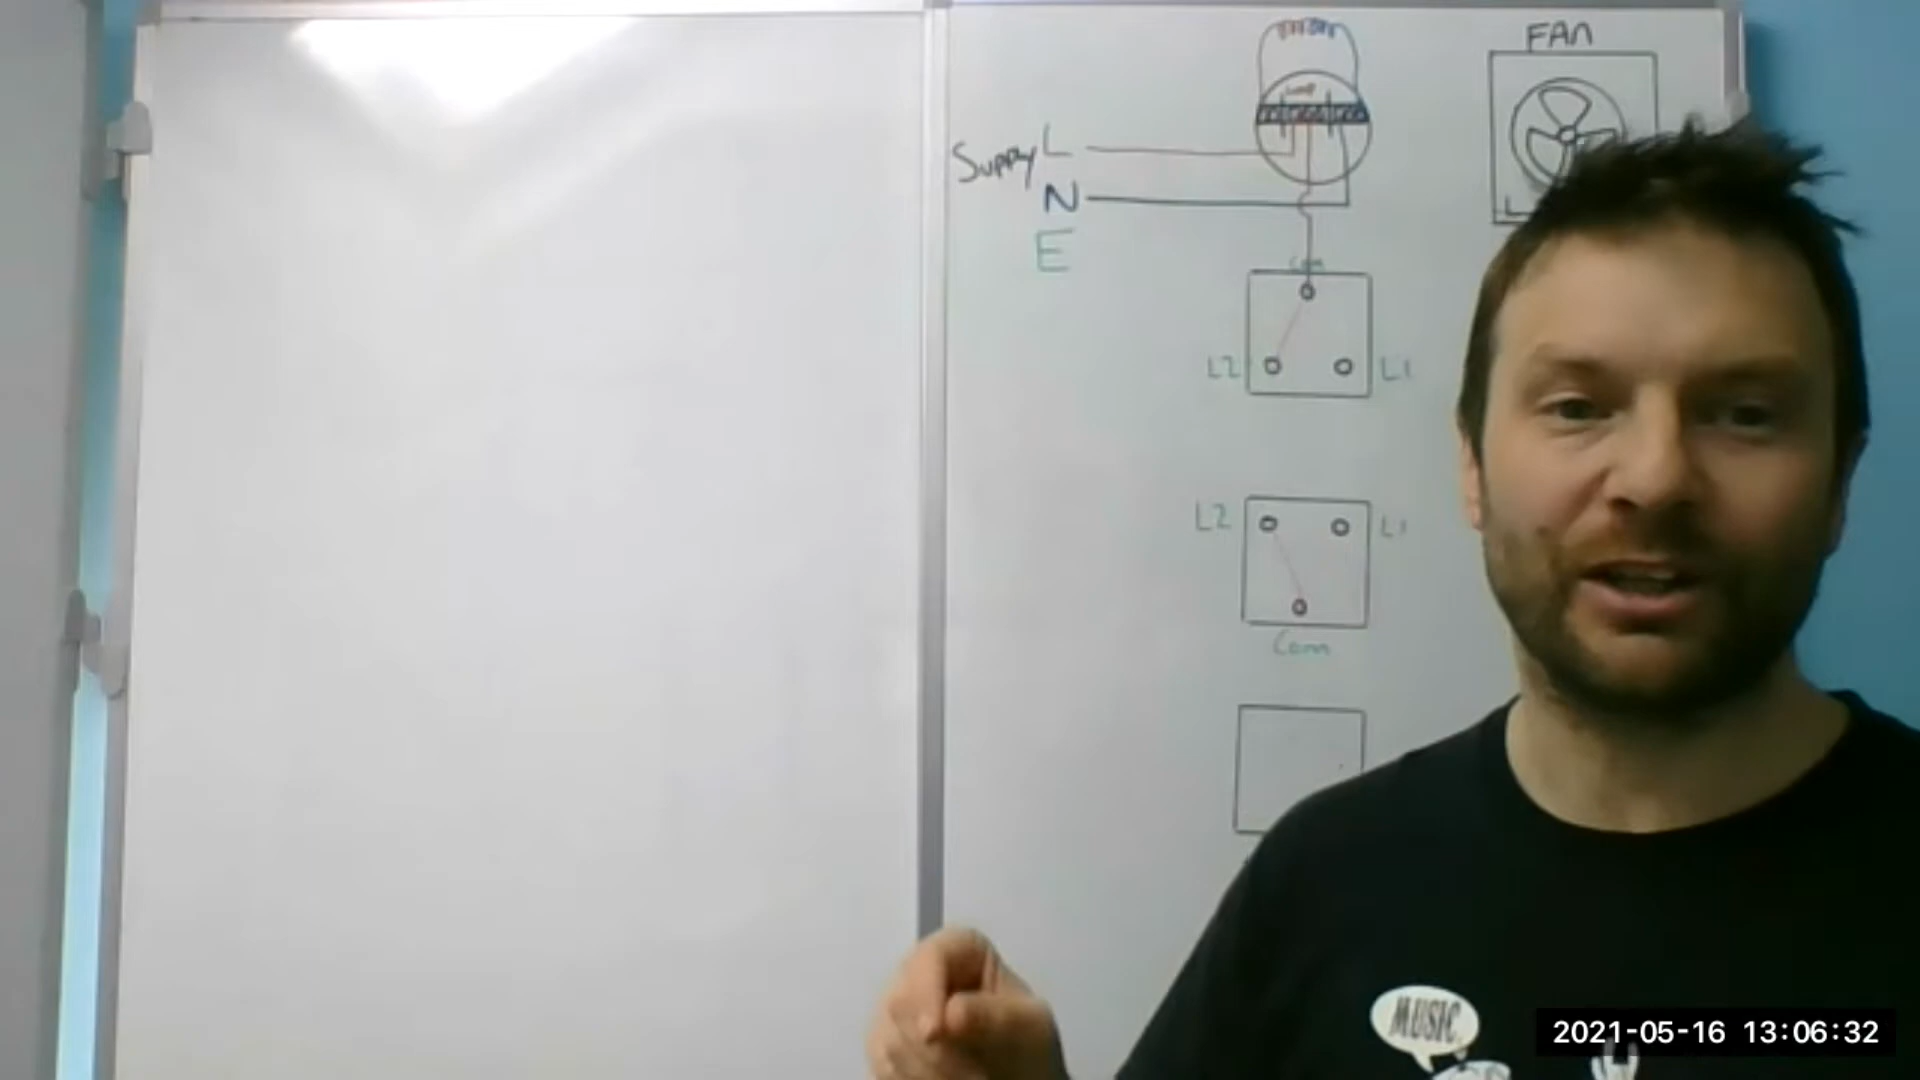 FAN
Supply L
N
E
Com
L2
L1
L2
L1
Com
L
MUSIC
2021-05-16 13:06:32